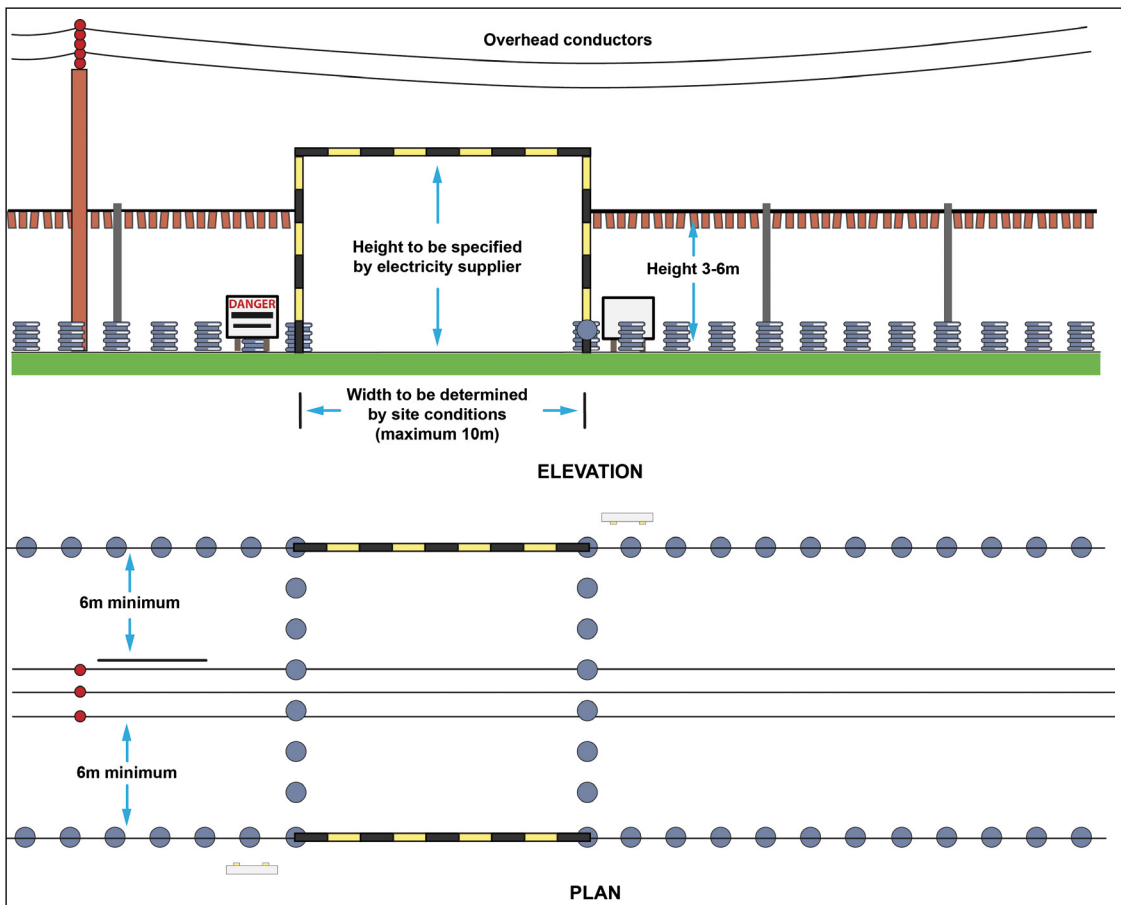 Overhead conductors
Height to be specified
by electricity supplier
Height 3-6m
DANGER
Width to be determined
by site conditions
(maximum 10m)
ELEVATION
6m minimum
6m minimum
PLAN